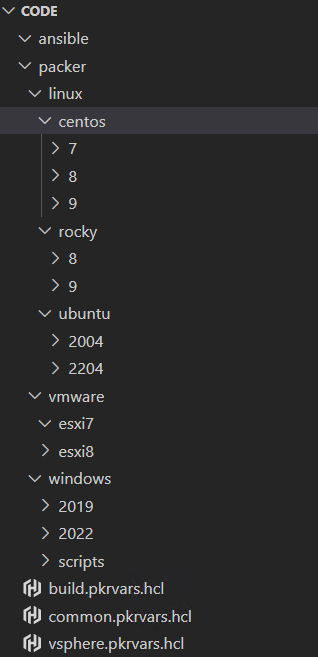 CODE
ansible
packer
linux
centos
7
8
9
rocky
8
9
ubuntu
2004
2204
vmware
esxi7
esxi8
windows
2019
2022
scripts
build.pkrvars.hcl
common.pkrvars.hcl
vsphere.pkrvars.hcl